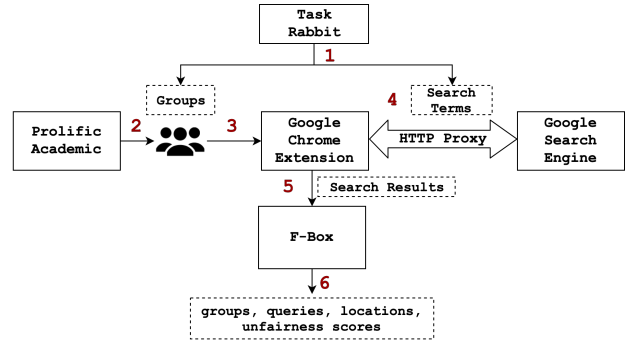 Task
Rabbit
1
Groups
4
Search
Terms
Prolific
Academic
2
3
Google
Chrome
Extension
HTTP Proxy
Google
Search
Engine
5
Search Results
F-Box
6
groups, queries, locations,
unfairness scores